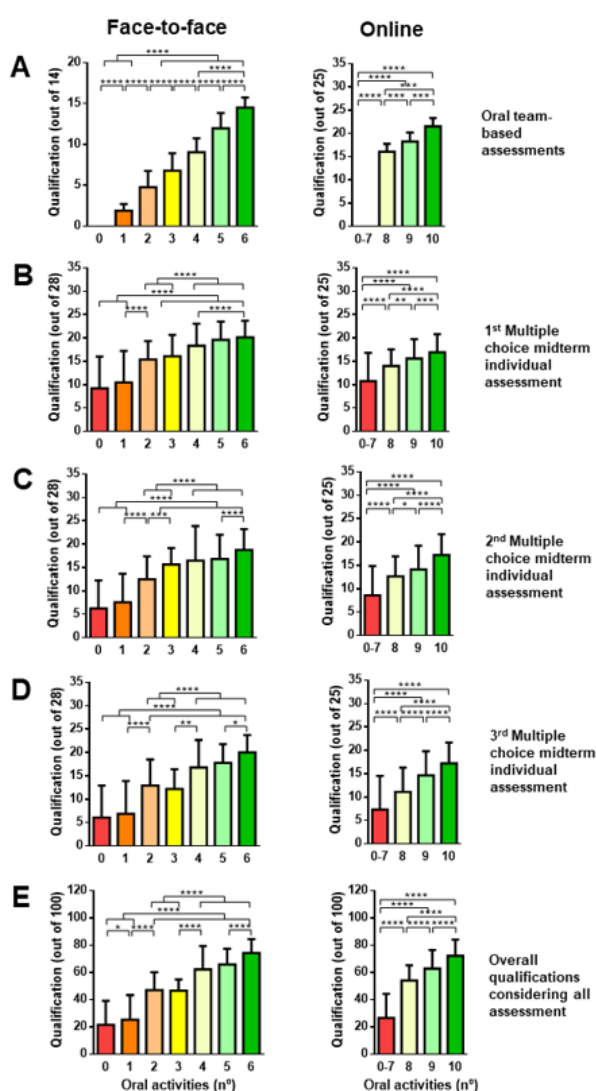 Face-to-face
Online
A
Qualification (out of 14)
20
15
10
5
0
****
****
**** **** **** **** **** ****
0 1 2 3 4 5 6
Qualification (out of 25)
35
30
25
20
15
10
5
0
****
****
***
**** *** ***
0-7 8 9 10
Oral team-
based
assessments
B
Qualification (out of 28)
35
30
25
20
15
10
5
0
****
****
**** ****
0 1 2 3 4 5 6
Qualification (out of 25)
35
30
25
20
15
10
5
0
****
****
****
**** ** ***
0-7 8 9 10
1st Multiple
choice midterm
individual
assessment
C
Qualification (out of 28)
35
30
25
20
15
10
5
0
****
****
**** *** ****
0 1 2 3 4 5 6
Qualification (out of 25)
35
30
25
20
15
10
5
0
****
****
****
**** * ****
0-7 8 9 10
2nd Multiple
choice midterm
individual
assessment
D
Qualification (out of 28)
35
30
25
20
15
10
5
0
****
****
**** ** *
0 1 2 3 4 5 6
Qualification (out of 25)
35
30
25
20
15
10
5
0
****
****
****
**** **** ****
0-7 8 9 10
3rd Multiple
choice midterm
individual
assessment
E
Qualification (out of 100)
120
100
80
60
40
20
0
****
****
* **** **** ****
0 1 2 3 4 5 6
Oral activities (nº)
Qualification (out of 100)
120
100
80
60
40
20
0
****
****
****
**** **** ****
0-7 8 9 10
Oral activities (nº)
Overall
qualifications
considering all
assessment